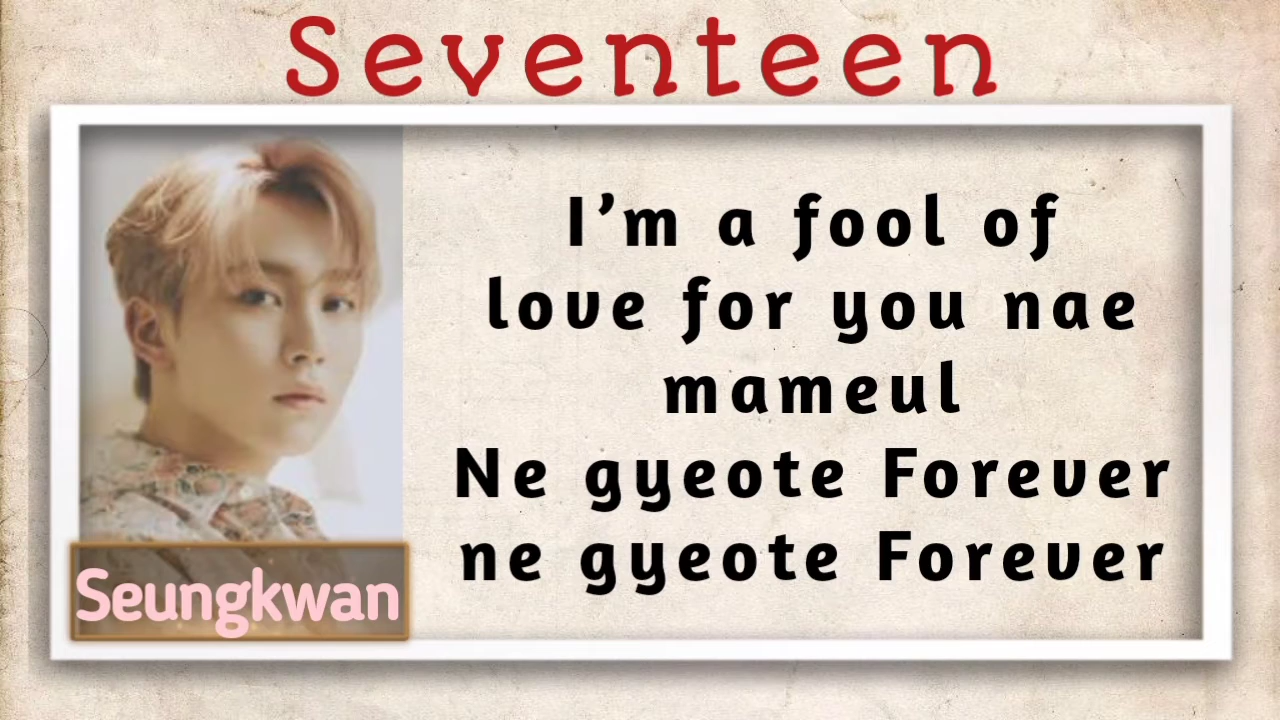 Seventeen
I'm a fool of
love for you nae
mameul
Ne gyeote Forever
ne gyeote Forever
Seungkwan